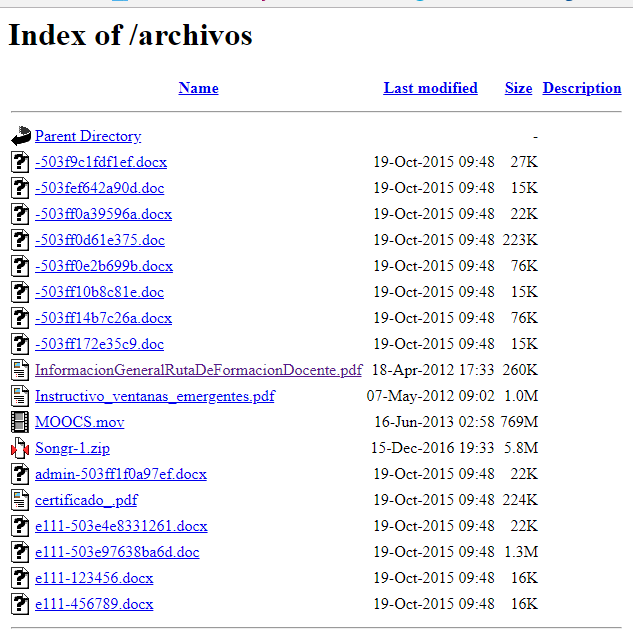 Index of /archivos
Name Last modified Size Description
Parent Directory -
-503f9c1fdf1ef.docx 19-Oct-2015 09:48 27K
-503fef642a90d.doc 19-Oct-2015 09:48 15K
-503ff0a39596a.docx 19-Oct-2015 09:48 22K
-503ff0d61e375.doc 19-Oct-2015 09:48 223K
-503ff0e2b699b.docx 19-Oct-2015 09:48 76K
-503ff10b8c81e.doc 19-Oct-2015 09:48 15K
-503ff14b7c26a.docx 19-Oct-2015 09:48 76K
-503ff172e35c9.doc 19-Oct-2015 09:48 15K
InformacionGeneralRutaDeFormacionDocente.pdf 18-Apr-2012 17:33 260K
Instructivo_ventanas_emergentes.pdf 07-May-2012 09:02 1.0M
MOOCS.mov 16-Jun-2013 02:58 769M
Songr-1.zip 15-Dec-2016 19:33 5.8M
admin-503ff1f0a97ef.docx 19-Oct-2015 09:48 22K
certificado_.pdf 19-Oct-2015 09:48 224K
e111-503e4e8331261.docx 19-Oct-2015 09:48 22K
e111-503e97638ba6d.doc 19-Oct-2015 09:48 1.3M
e111-123456.docx 19-Oct-2015 09:48 16K
e111-456789.docx 19-Oct-2015 09:48 16K